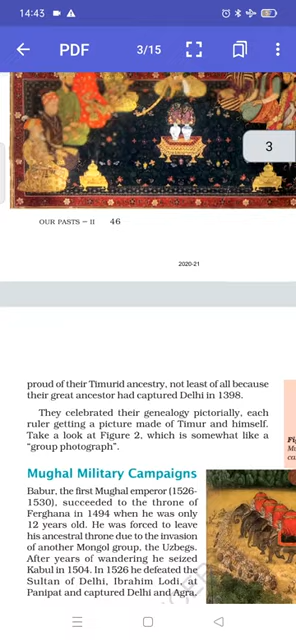 14:43
PDF
3/15
3
OUR PASTS – II 46
2020-21
proud of their Timurid ancestry, not least of all because
their great ancestor had captured Delhi in 1398.
They celebrated their genealogy pictorially, each
ruler getting a picture made of Timur and himself.
Take a look at Figure 2, which is somewhat like a
“group photograph”.
Mughal Military Campaigns
Babur, the first Mughal emperor (1526-
1530), succeeded to the throne of
Ferghana in 1494 when he was only
12 years old. He was forced to leave
his ancestral throne due to the invasion
of another Mongol group, the Uzbegs.
After years of wandering he seized
Kabul in 1504. In 1526 he defeated the
Sultan of Delhi, Ibrahim Lodi, at
Panipat and captured Delhi and Agra.